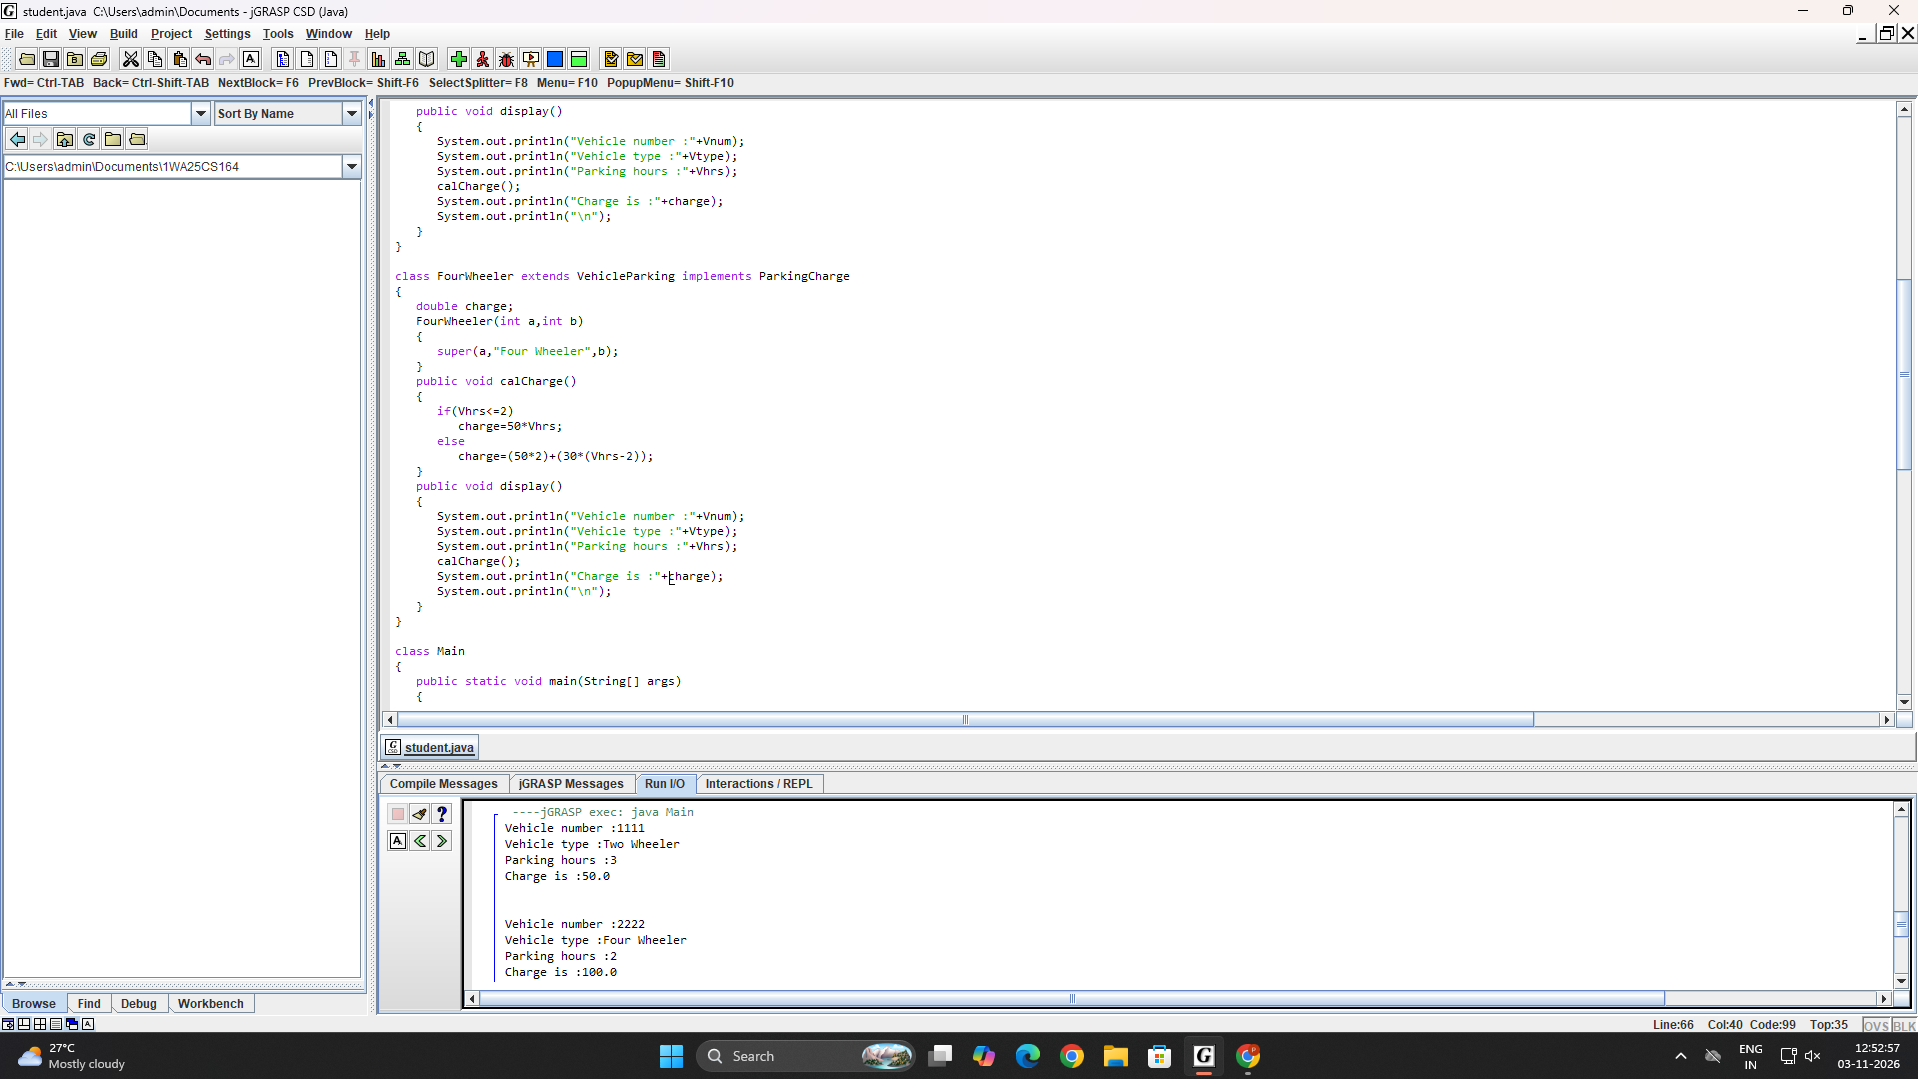 student.java  C:\Users\admin\Documents - jGRASP CSD (Java)
File Edit View Build Project Settings Tools Window Help
Fwd= Ctrl-TAB Back= Ctrl-Shift-TAB NextBlock= F6 PrevBlock= Shift-F6 SelectSplitter= F8 Menu= F10 PopupMenu= Shift-F10
All Files
Sort By Name
C:\Users\admin\Documents\1WA25CS164
public void display()
{
System.out.println("Vehicle number :"+Vnum);
System.out.println("Vehicle type :"+Vtype);
System.out.println("Parking hours :"+Vhrs);
calCharge();
System.out.println("Charge is :"+charge);
System.out.println("\n");
}
}
class FourWheeler extends VehicleParking implements ParkingCharge
{
double charge;
FourWheeler(int a,int b)
{
super(a,"Four Wheeler",b);
}
public void calCharge()
{
if(Vhrs<=2)
charge=50*Vhrs;
else
charge=(50*2)+(30*(Vhrs-2));
}
public void display()
{
System.out.println("Vehicle number :"+Vnum);
System.out.println("Vehicle type :"+Vtype);
System.out.println("Parking hours :"+Vhrs);
calCharge();
System.out.println("Charge is :"+charge);
System.out.println("\n");
}
}
class Main
{
public static void main(String[] args)
{
student.java
Compile Messages jGRASP Messages Run I/O Interactions / REPL
----jGRASP exec: java Main
Vehicle number :1111
Vehicle type :Two Wheeler
Parking hours :3
Charge is :50.0
Vehicle number :2222
Vehicle type :Four Wheeler
Parking hours :2
Charge is :100.0
Browse Find Debug Workbench
Line:66 Col:40 Code:99 Top:35 OVS BLK
27°C
Mostly cloudy
Search
ENG
IN
12:52:57
03-11-2026